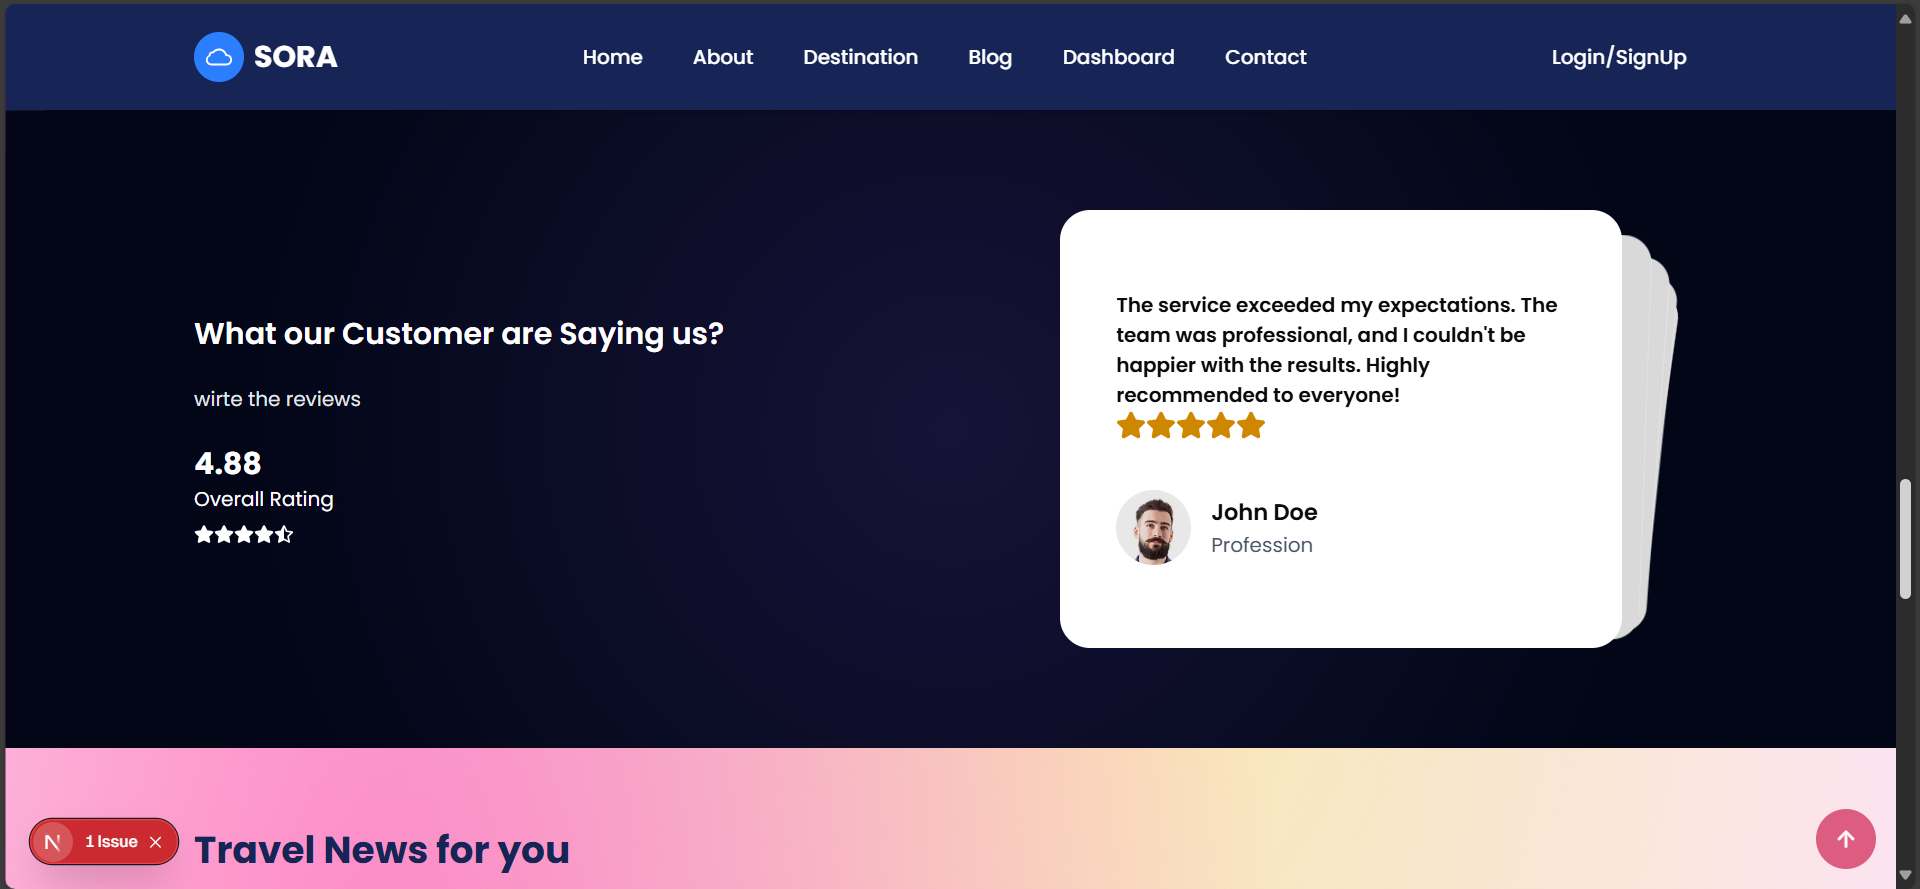 SORA
Home
About
Destination
Blog
Dashboard
Contact
Login/SignUp
What our Customer are Saying us?
wirte the reviews
4.88
Overall Rating
The service exceeded my expectations. The
team was professional, and I couldn't be
happier with the results. Highly
recommended to everyone!
John Doe
Profession
Travel News for you
N
1 Issue